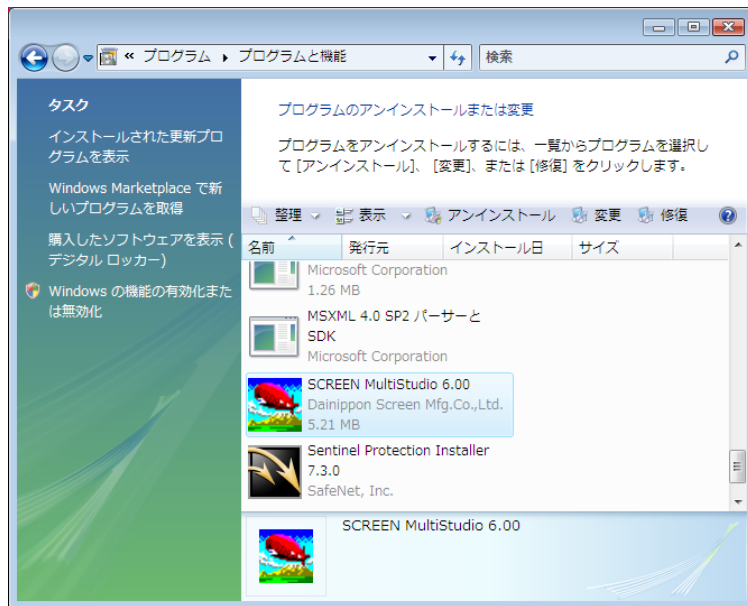 « プログラム ▸ プログラムと機能
検索
タスク
インストールされた更新プロ
グラムを表示
Windows Marketplace で新
しいプログラムを取得
購入したソフトウェアを表示 (
デジタル ロッカー)
Windows の機能の有効化また
は無効化
プログラムのアンインストールまたは変更
プログラムをアンインストールするには、一覧からプログラムを選択し
て [アンインストール]、 [変更]、または [修復] をクリックします。
整理 表示 アンインストール 変更 修復
名前 発行元 インストール日 サイズ
Microsoft Corporation
1.26 MB
MSXML 4.0 SP2 パーサーと
SDK
Microsoft Corporation
SCREEN MultiStudio 6.00
Dainippon Screen Mfg.Co.,Ltd.
5.21 MB
Sentinel Protection Installer
7.3.0
SafeNet, Inc.
SCREEN MultiStudio 6.00